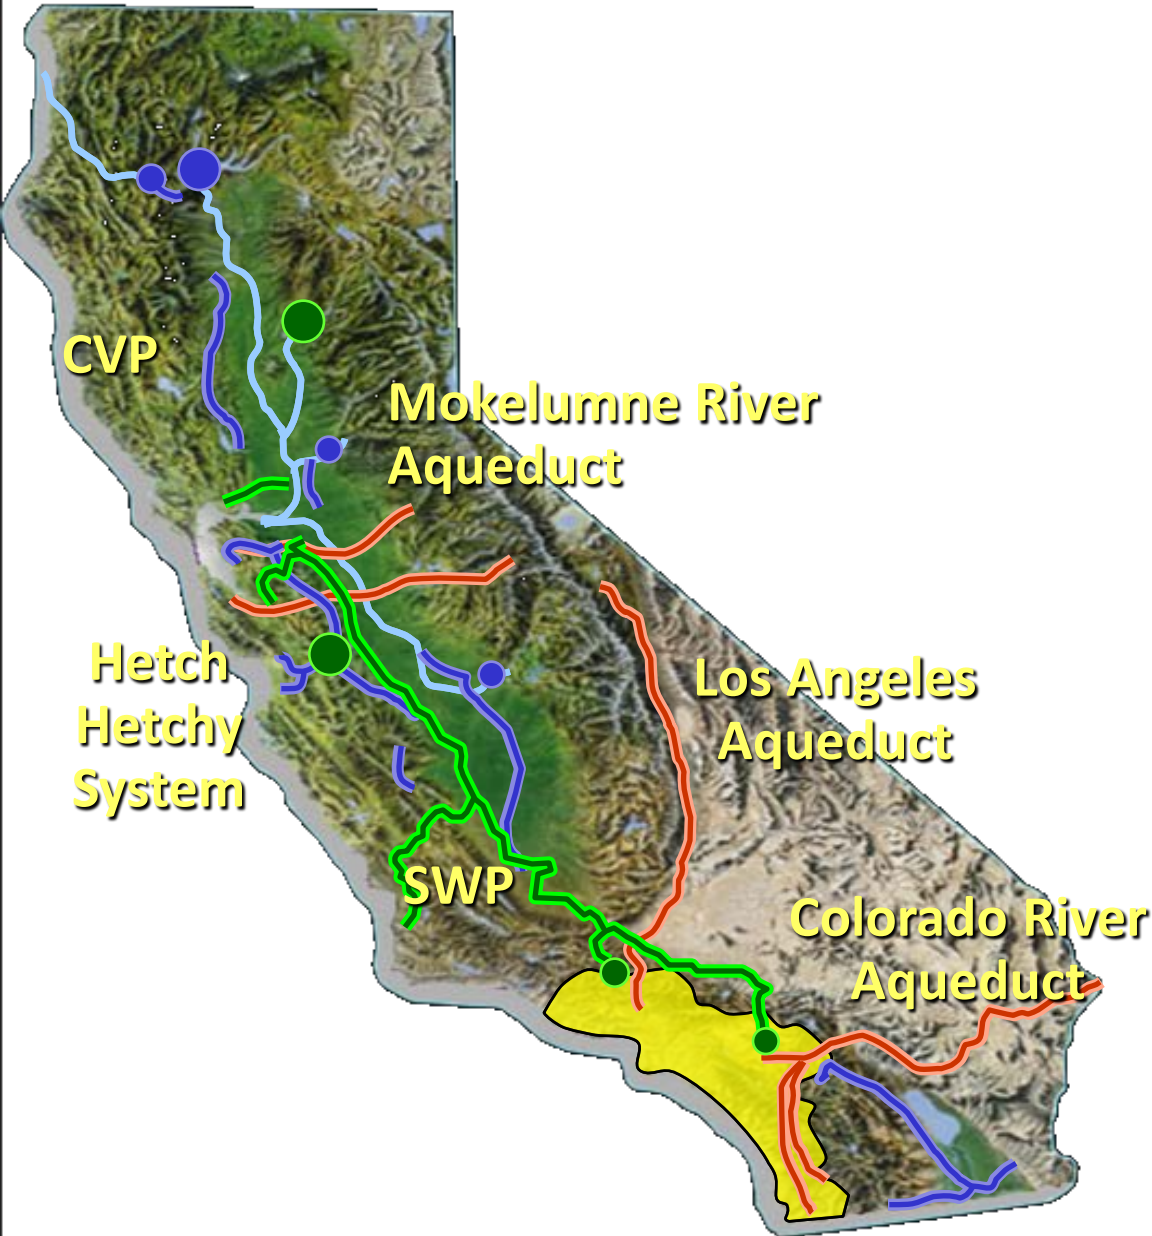 CVP
Mokelumne River
Aqueduct
Hetch
Hetchy
System
Los Angeles
Aqueduct
SWP
Colorado River
Aqueduct